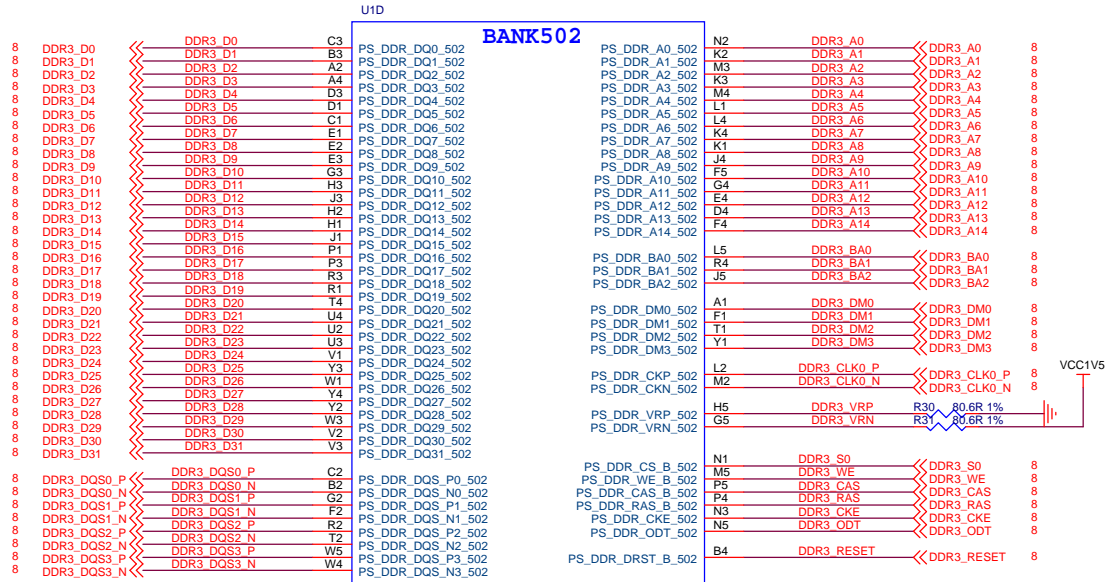 U1D
BANK502
8 DDR3_D0 DDR3_D0 C3 PS_DDR_DQ0_502 PS_DDR_A0_502 N2 DDR3_A0 DDR3_A0 8
8 DDR3_D1 DDR3_D1 B3 PS_DDR_DQ1_502 PS_DDR_A1_502 K2 DDR3_A1 DDR3_A1 8
8 DDR3_D2 DDR3_D2 A2 PS_DDR_DQ2_502 PS_DDR_A2_502 M3 DDR3_A2 DDR3_A2 8
8 DDR3_D3 DDR3_D3 A4 PS_DDR_DQ3_502 PS_DDR_A3_502 K3 DDR3_A3 DDR3_A3 8
8 DDR3_D4 DDR3_D4 D3 PS_DDR_DQ4_502 PS_DDR_A4_502 M4 DDR3_A4 DDR3_A4 8
8 DDR3_D5 DDR3_D5 D1 PS_DDR_DQ5_502 PS_DDR_A5_502 L1 DDR3_A5 DDR3_A5 8
8 DDR3_D6 DDR3_D6 C1 PS_DDR_DQ6_502 PS_DDR_A6_502 L4 DDR3_A6 DDR3_A6 8
8 DDR3_D7 DDR3_D7 E1 PS_DDR_DQ7_502 PS_DDR_A7_502 K4 DDR3_A7 DDR3_A7 8
8 DDR3_D8 DDR3_D8 E2 PS_DDR_DQ8_502 PS_DDR_A8_502 K1 DDR3_A8 DDR3_A8 8
8 DDR3_D9 DDR3_D9 E3 PS_DDR_DQ9_502 PS_DDR_A9_502 J4 DDR3_A9 DDR3_A9 8
8 DDR3_D10 DDR3_D10 G3 PS_DDR_DQ10_502 PS_DDR_A10_502 F5 DDR3_A10 DDR3_A10 8
8 DDR3_D11 DDR3_D11 H3 PS_DDR_DQ11_502 PS_DDR_A11_502 G4 DDR3_A11 DDR3_A11 8
8 DDR3_D12 DDR3_D12 J3 PS_DDR_DQ12_502 PS_DDR_A12_502 E4 DDR3_A12 DDR3_A12 8
8 DDR3_D13 DDR3_D13 H2 PS_DDR_DQ13_502 PS_DDR_A13_502 D4 DDR3_A13 DDR3_A13 8
8 DDR3_D14 DDR3_D14 H1 PS_DDR_DQ14_502 PS_DDR_A14_502 F4 DDR3_A14 DDR3_A14 8
8 DDR3_D15 DDR3_D15 J1 PS_DDR_DQ15_502
8 DDR3_D16 DDR3_D16 P1 PS_DDR_DQ16_502 PS_DDR_BA0_502 L5 DDR3_BA0 DDR3_BA0 8
8 DDR3_D17 DDR3_D17 P3 PS_DDR_DQ17_502 PS_DDR_BA1_502 R4 DDR3_BA1 DDR3_BA1 8
8 DDR3_D18 DDR3_D18 R3 PS_DDR_DQ18_502 PS_DDR_BA2_502 J5 DDR3_BA2 DDR3_BA2 8
8 DDR3_D19 DDR3_D19 R1 PS_DDR_DQ19_502
8 DDR3_D20 DDR3_D20 T4 PS_DDR_DQ20_502 PS_DDR_DM0_502 A1 DDR3_DM0 DDR3_DM0 8
8 DDR3_D21 DDR3_D21 U4 PS_DDR_DQ21_502 PS_DDR_DM1_502 F1 DDR3_DM1 DDR3_DM1 8
8 DDR3_D22 DDR3_D22 U2 PS_DDR_DQ22_502 PS_DDR_DM2_502 T1 DDR3_DM2 DDR3_DM2 8
8 DDR3_D23 DDR3_D23 U3 PS_DDR_DQ23_502 PS_DDR_DM3_502 Y1 DDR3_DM3 DDR3_DM3 8
8 DDR3_D24 DDR3_D24 V1 PS_DDR_DQ24_502
VCC1V5
8 DDR3_D25 DDR3_D25 Y3 PS_DDR_DQ25_502 PS_DDR_CKP_502 L2 DDR3_CLK0_P DDR3_CLK0_P 8
8 DDR3_D26 DDR3_D26 W1 PS_DDR_DQ26_502 PS_DDR_CKN_502 M2 DDR3_CLK0_N DDR3_CLK0_N 8
8 DDR3_D27 DDR3_D27 Y4 PS_DDR_DQ27_502
8 DDR3_D28 DDR3_D28 Y2 PS_DDR_DQ28_502 PS_DDR_VRP_502 H5 DDR3_VRP R30 80.6R 1%
8 DDR3_D29 DDR3_D29 W3 PS_DDR_DQ29_502 PS_DDR_VRN_502 G5 DDR3_VRN R31 80.6R 1%
8 DDR3_D30 DDR3_D30 V2 PS_DDR_DQ30_502
8 DDR3_D31 DDR3_D31 V3 PS_DDR_DQ31_502
PS_DDR_CS_B_502 N1 DDR3_S0 DDR3_S0 8
8 DDR3_DQS0_P DDR3_DQS0_P C2 PS_DDR_DQS_P0_502 PS_DDR_WE_B_502 M5 DDR3_WE DDR3_WE 8
8 DDR3_DQS0_N DDR3_DQS0_N B2 PS_DDR_DQS_N0_502 PS_DDR_CAS_B_502 P5 DDR3_CAS DDR3_CAS 8
8 DDR3_DQS1_P DDR3_DQS1_P G2 PS_DDR_DQS_P1_502 PS_DDR_RAS_B_502 P4 DDR3_RAS DDR3_RAS 8
8 DDR3_DQS1_N DDR3_DQS1_N F2 PS_DDR_DQS_N1_502 PS_DDR_CKE_502 N3 DDR3_CKE DDR3_CKE 8
8 DDR3_DQS2_P DDR3_DQS2_P R2 PS_DDR_DQS_P2_502 PS_DDR_ODT_502 N5 DDR3_ODT DDR3_ODT 8
8 DDR3_DQS2_N DDR3_DQS2_N T2 PS_DDR_DQS_N2_502
8 DDR3_DQS3_P DDR3_DQS3_P W5 PS_DDR_DQS_P3_502 PS_DDR_DRST_B_502 B4 DDR3_RESET DDR3_RESET 8
8 DDR3_DQS3_N DDR3_DQS3_N W4 PS_DDR_DQS_N3_502